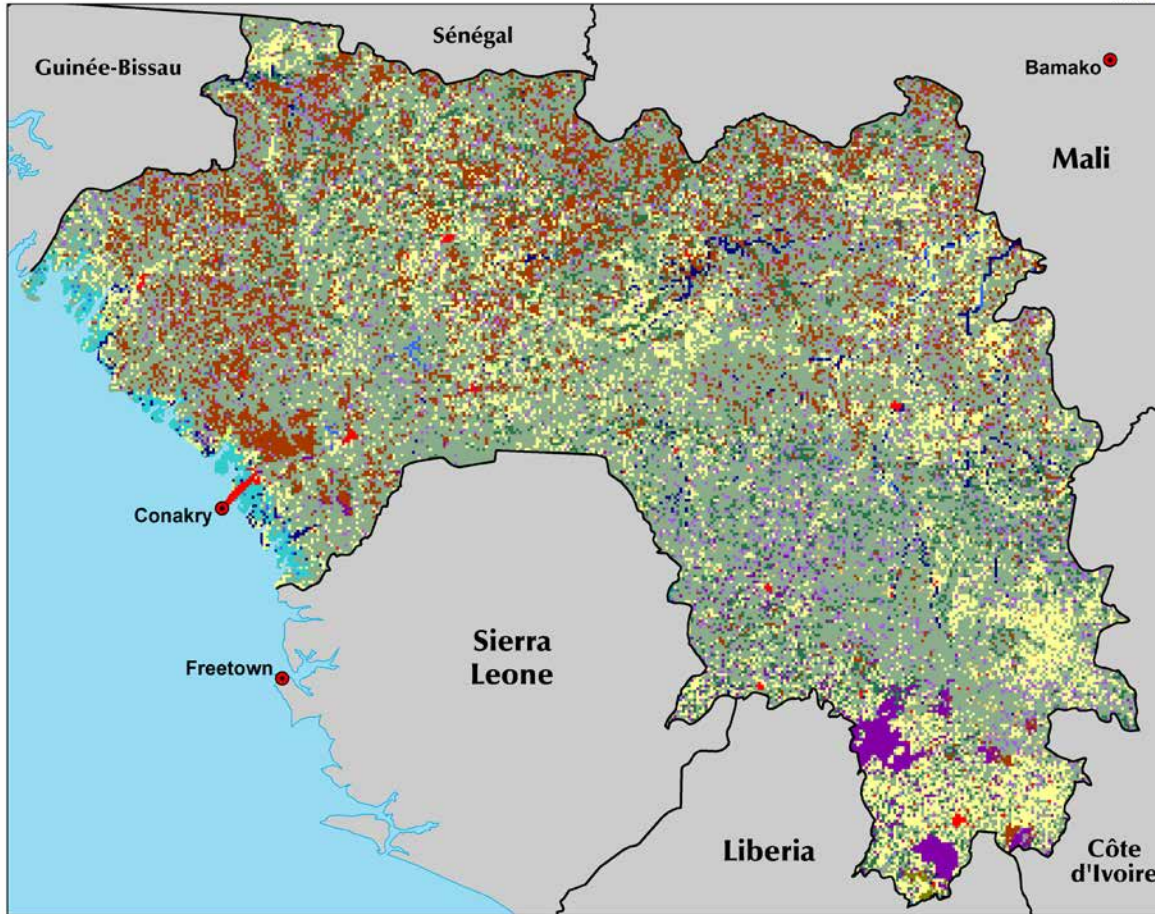 Sénégal
Guinée-Bissau
Bamako
Mali
Conakry
Sierra
Leone
Freetown
Liberia
Côte
d'Ivoire